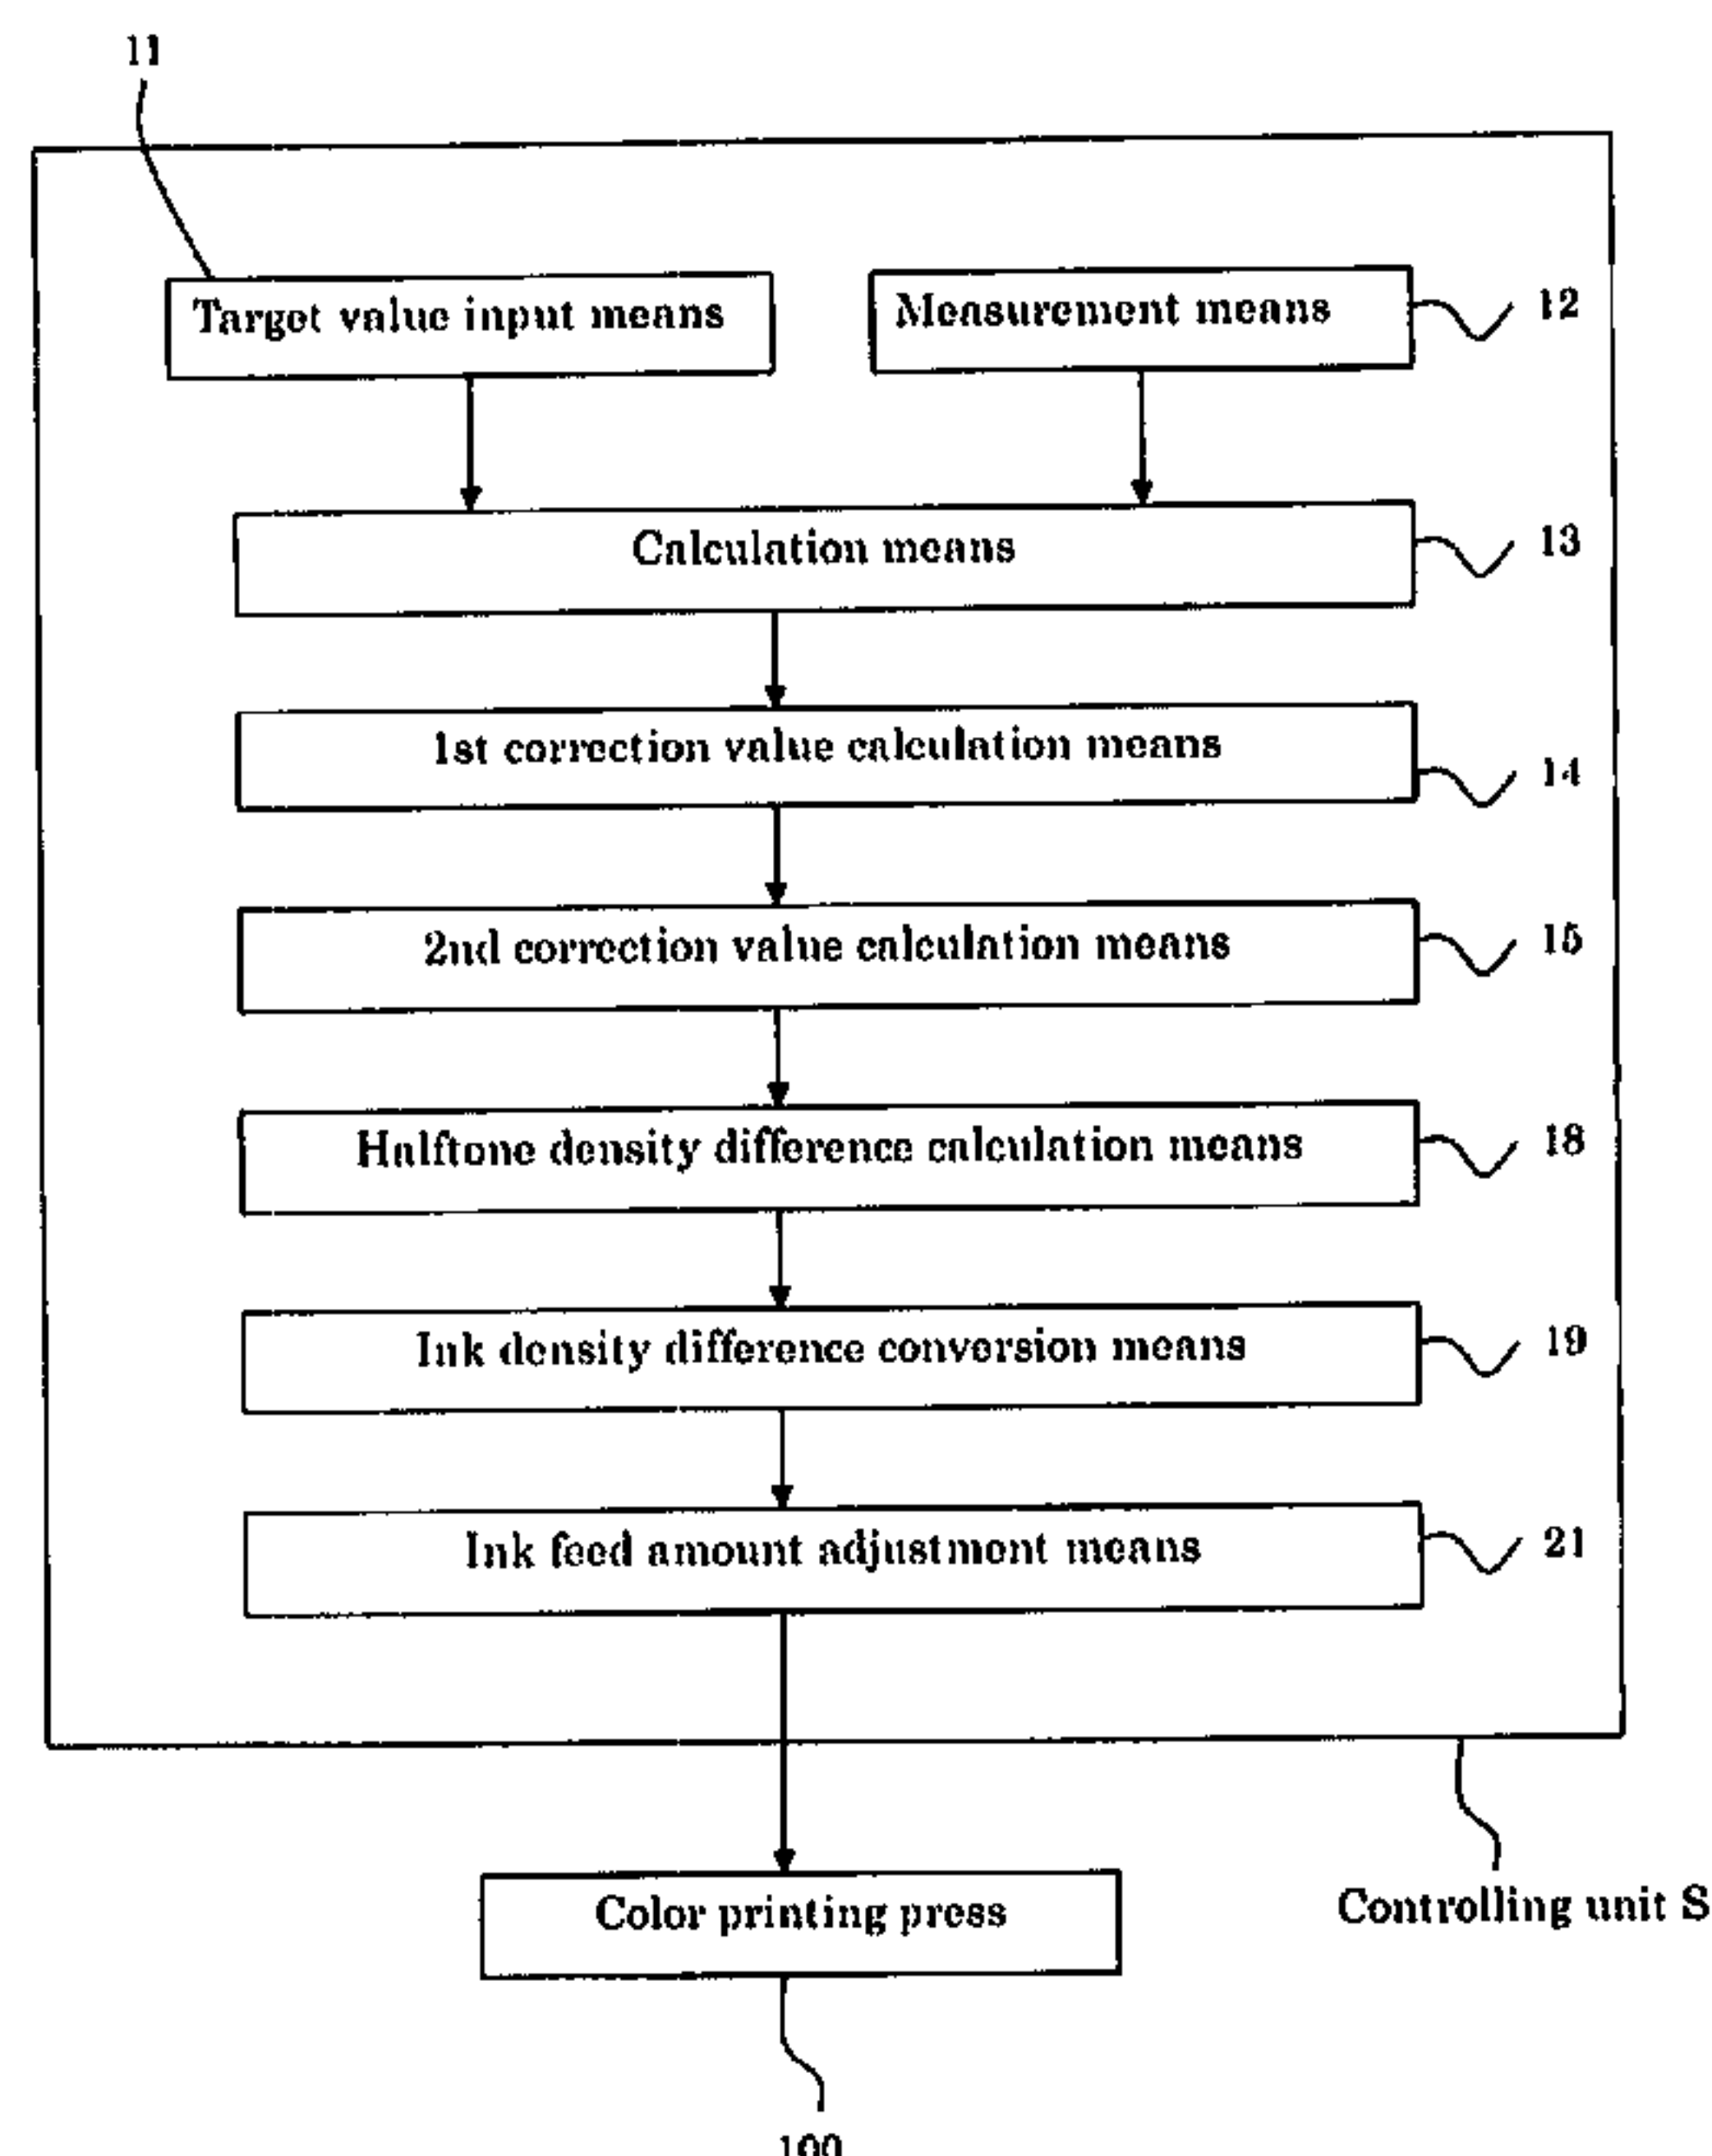 11
Target value input means
Measurement means
12
Calculation means
13
1st correction value calculation means
14
2nd correction value calculation means
15
Halftone density difference calculation means
18
Ink density difference conversion means
19
Ink feed amount adjustment means
21
Color printing press
Controlling unit S
100